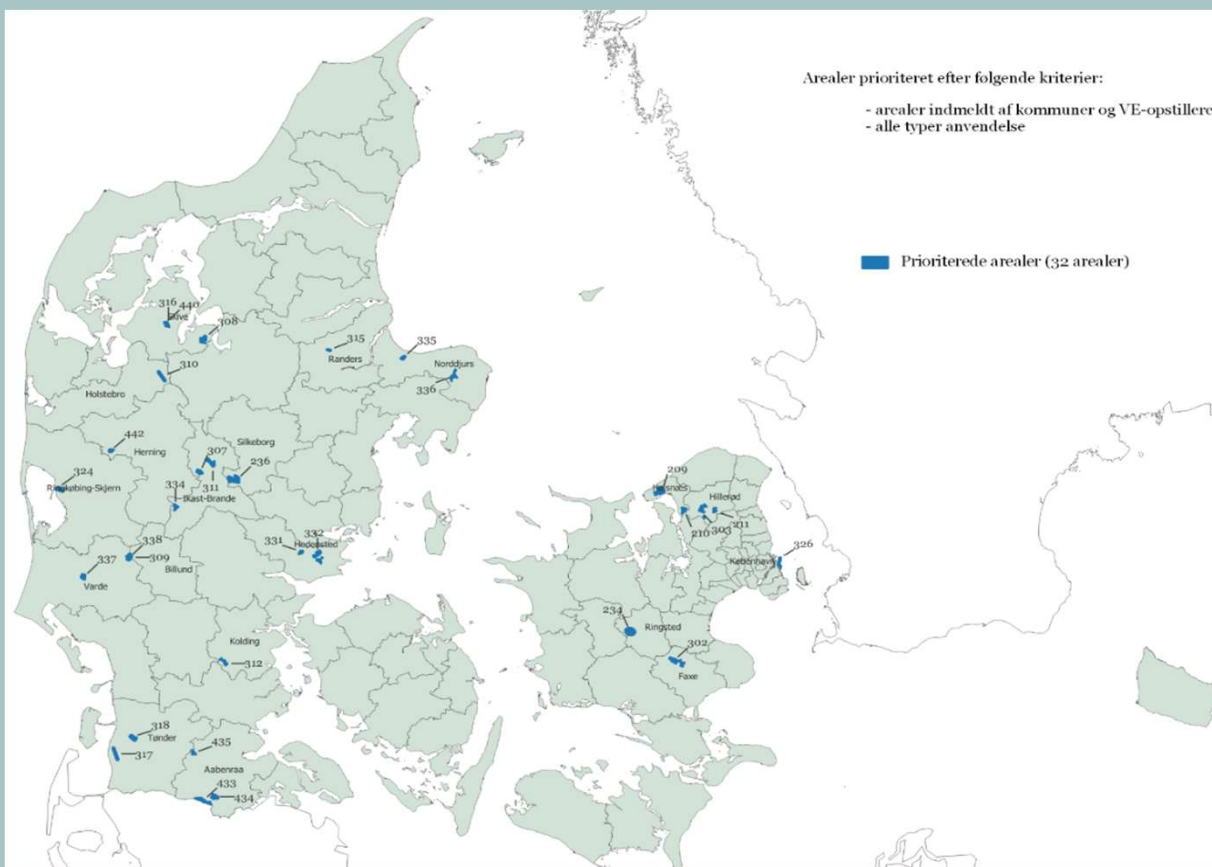 Arealer prioriteret efter følgende kriterier:
- arealer indmeldt af kommuner og VE-opstillere
- alle typer anvendelse
Prioriterede arealer (32 arealer)
316
440
Skive
308
315
Randers
335
Norddjurs
336
310
Holstebro
442
Herning
Silkeborg
307
236
311
324
Ringkøbing-Skjern
334
Ikast-Brande
338
309
337
Varde
Billund
331
332
Hedensted
Kolding
312
318
Tønder
317
435
Aabenraa
433
434
209
Halsnæs
Hillerød
210
303
211
326
København
234
Ringsted
302
Faxe